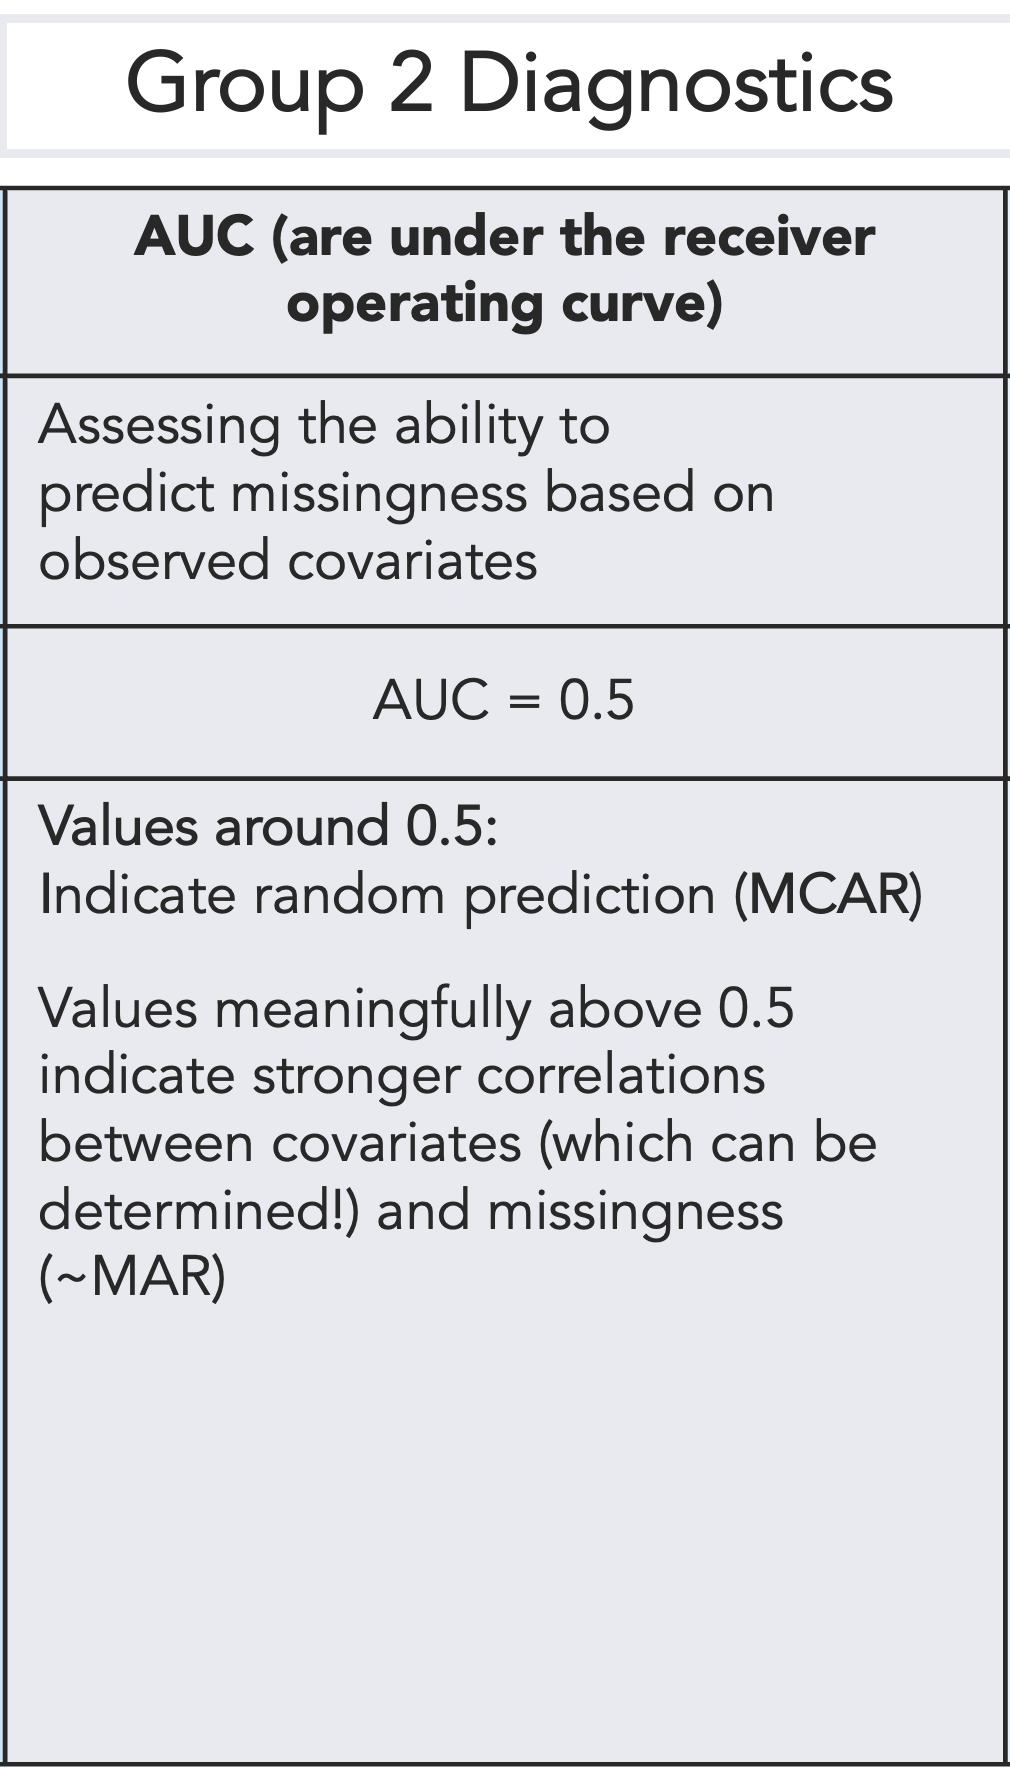 Group 2 Diagnostics
AUC (are under the receiver
operating curve)
Assessing the ability to
predict missingness based on
observed covariates
AUC = 0.5
Values around 0.5:
Indicate random prediction (MCAR)
Values meaningfully above 0.5
indicate stronger correlations
between covariates (which can be
determined!) and missingness
(~MAR)